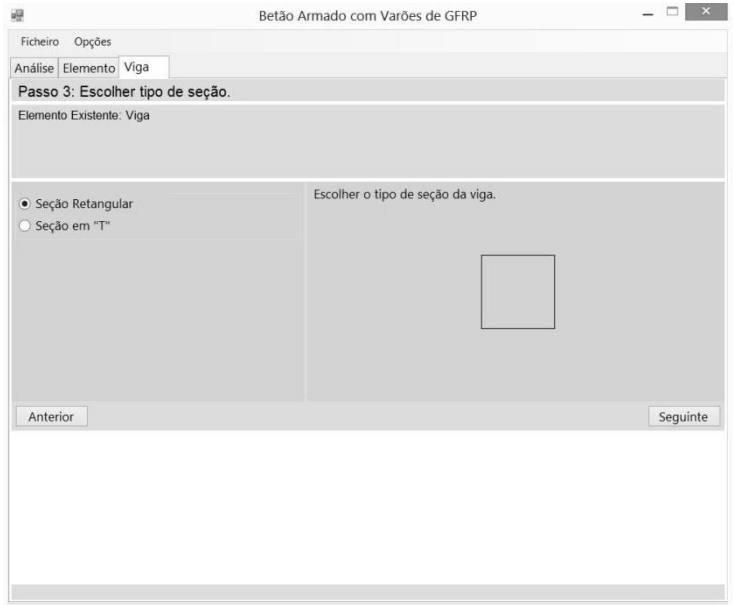 Betão Armado com Varões de GFRP
Ficheiro Opções
Análise Elemento Viga
Passo 3: Escolher tipo de seção.
Elemento Existente: Viga
Seção Retangular
Seção em "T"
Escolher o tipo de seção da viga.
Anterior
Seguinte